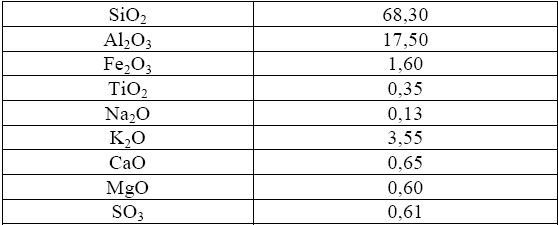 SiO₂ 68,30
Al₂O₃ 17,50
Fe₂O₃ 1,60
TiO₂ 0,35
Na₂O 0,13
K₂O 3,55
CaO 0,65
MgO 0,60
SO₃ 0,61